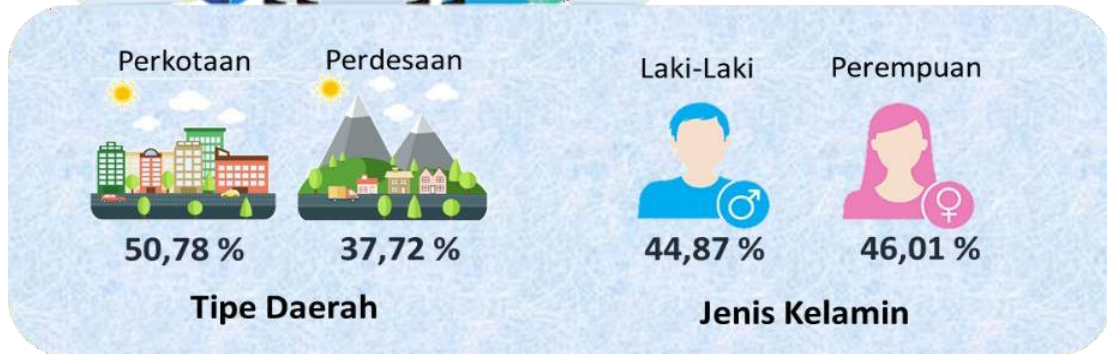 Perkotaan
Perdesaan
50,78 %
37,72 %
Tipe Daerah
Laki-Laki
Perempuan
44,87 %
46,01 %
Jenis Kelamin